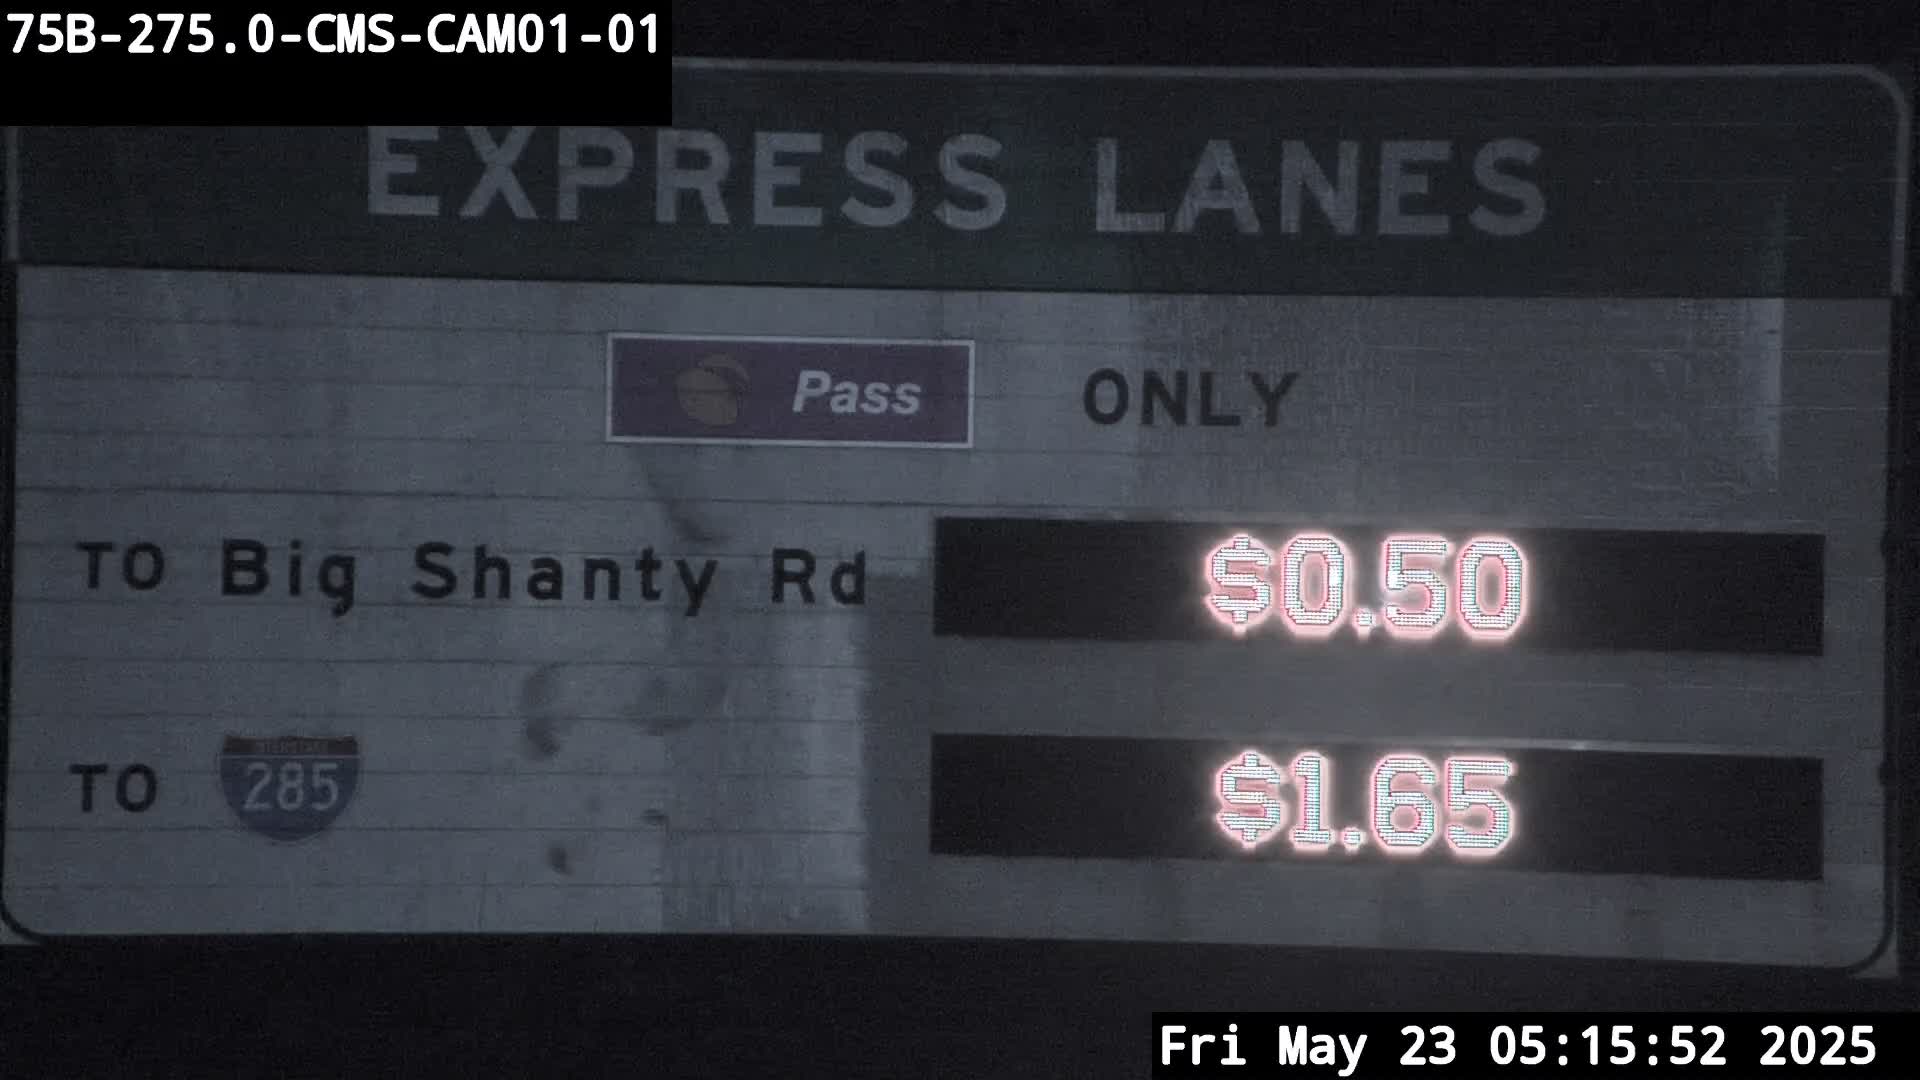 75B-275.0-CMS-CAM01-01
EXPRESS LANES
Pass ONLY
TO Big Shanty Rd $0.50
INTERSTATE
TO 285 $1.65
Fri May 23 05:15:52 2025